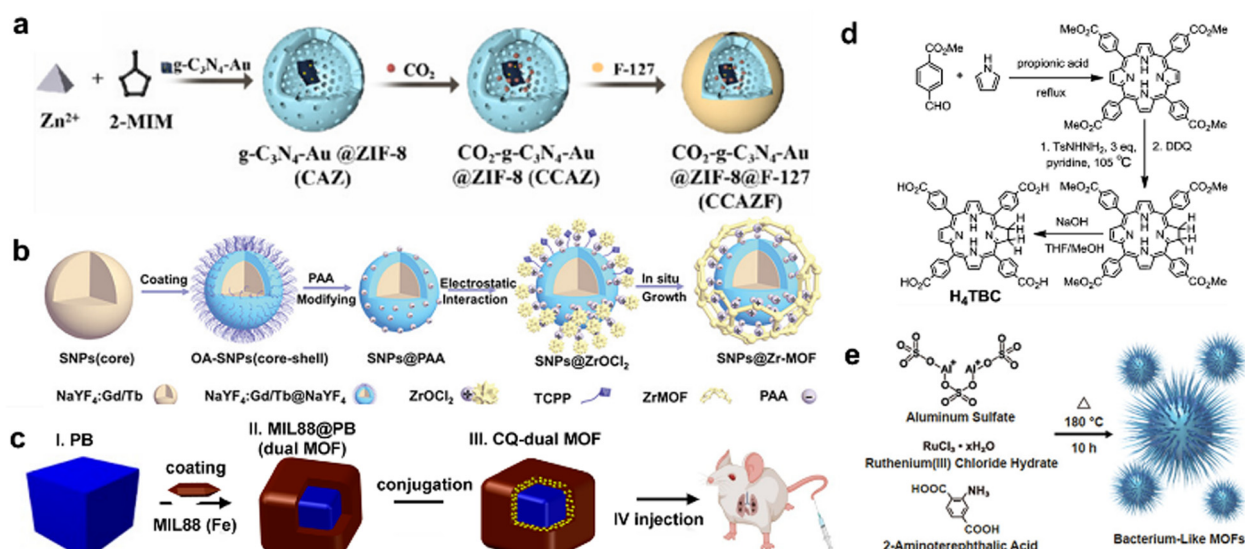 a
g-C₃N₄-Au
CO₂
F-127
Zn²⁺
+
2-MIM
g-C₃N₄-Au @ZIF-8
(CAZ)
CO₂-g-C₃N₄-Au
@ZIF-8 (CCAZ)
CO₂-g-C₃N₄-Au
@ZIF-8@F-127
(CCAZF)
b
Coating
PAA
Modifying
Electrostatic
Interaction
In situ
Growth
SNPs(core)
OA-SNPs(core-shell)
SNPs@PAA
SNPs@ZrOCl₂
SNPs@Zr-MOF
NaYF₄:Gd/Tb
NaYF₄:Gd/Tb@NaYF₄
ZrOCl₂
TCPP
ZrMOF
PAA
c
I. PB
coating
MIL88 (Fe)
II. MIL88@PB
(dual MOF)
conjugation
III. CQ-dual MOF
IV injection
d
CO₂Me
CHO
+
H
N
propionic acid
reflux
MeO₂C
CO₂Me
N
H
N
N
H
N
MeO₂C
CO₂Me
1. TsNHNH₂, 3 eq,
pyridine, 105 °C
2. DDQ
MeO₂C
CO₂Me
N
H
N
N
H
N
H
H
H
H
MeO₂C
CO₂Me
NaOH
THF/MeOH
HO₂C
CO₂H
N
H
N
N
H
N
H
H
H
H
HO₂C
CO₂H
H₄TBC
e
Aluminum Sulfate
RuCl₃ • xH₂O
Ruthenium(III) Chloride Hydrate
HOOC
NH₃
COOH
2-Aminoterephthalic Acid
△
180 °C
10 h
Bacterium-Like MOFs